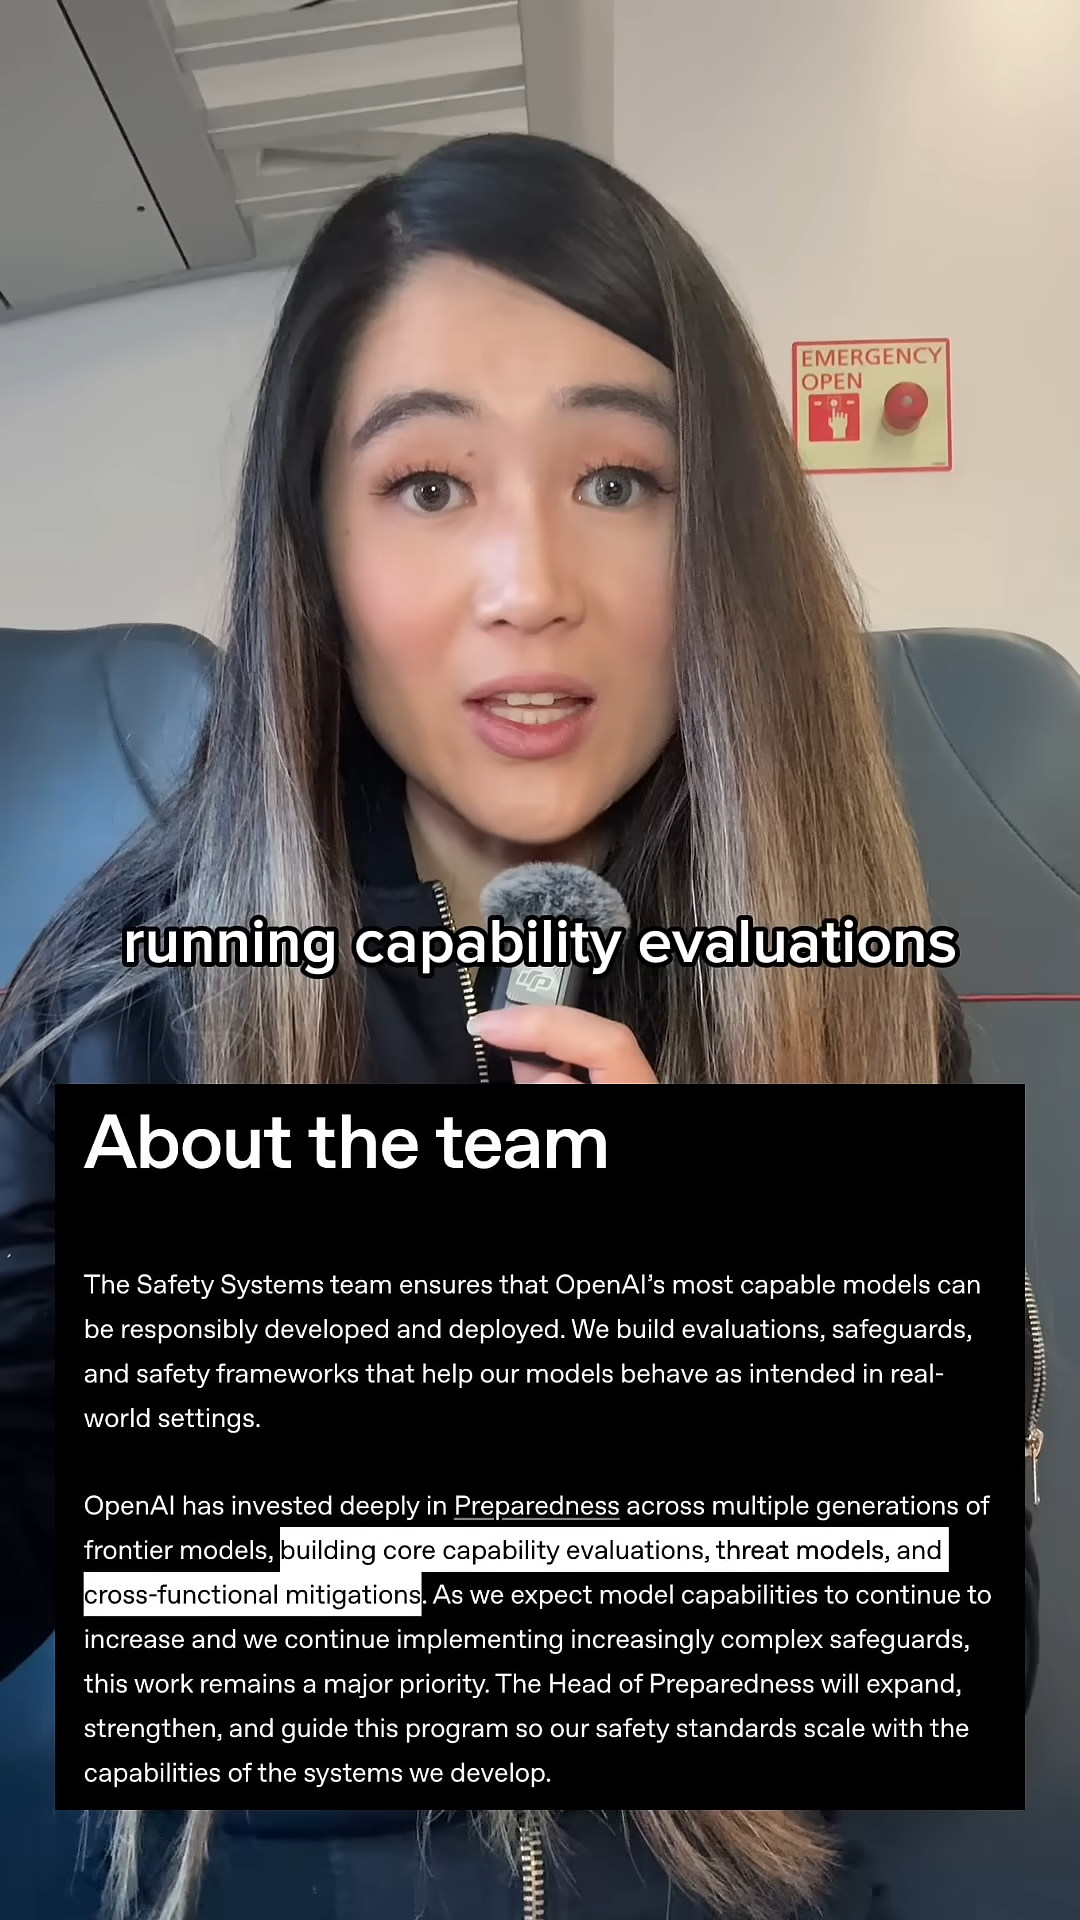 EMERGENCY
OPEN
running capability evaluations
About the team
The Safety Systems team ensures that OpenAI’s most capable models can
be responsibly developed and deployed. We build evaluations, safeguards,
and safety frameworks that help our models behave as intended in real-
world settings.
OpenAI has invested deeply in Preparedness across multiple generations of
frontier models, building core capability evaluations, threat models, and
cross-functional mitigations. As we expect model capabilities to continue to
increase and we continue implementing increasingly complex safeguards,
this work remains a major priority. The Head of Preparedness will expand,
strengthen, and guide this program so our safety standards scale with the
capabilities of the systems we develop.